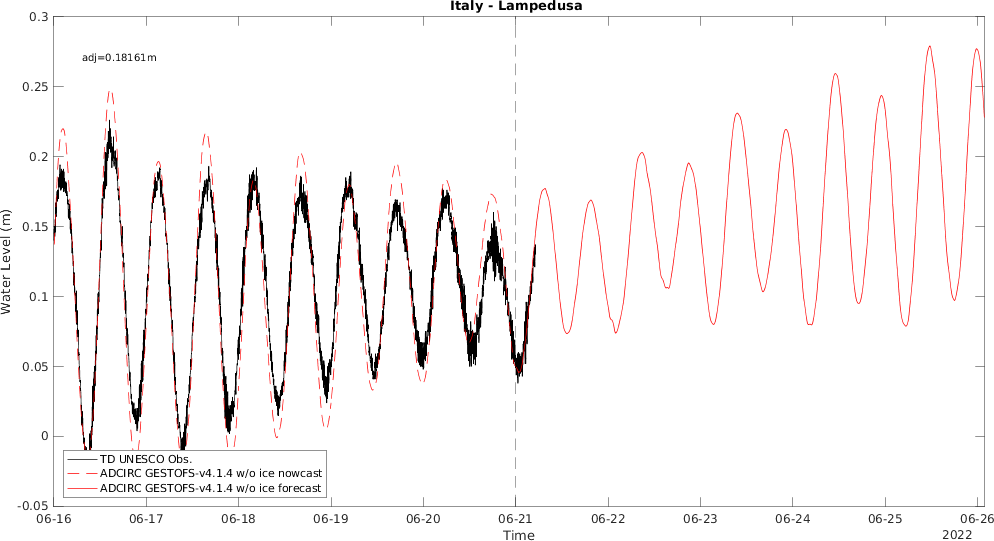 Italy - Lampedusa
0.3
adj=0.18161m
0.25
0.2
0.15
0.1
0.05
0
-0.05
Water Level (m)
TD UNESCO Obs.
ADCIRC GESTOFS-v4.1.4 w/o ice nowcast
ADCIRC GESTOFS-v4.1.4 w/o ice forecast
06-16 06-17 06-18 06-19 06-20 06-21 06-22 06-23 06-24 06-25 06-26
Time
2022